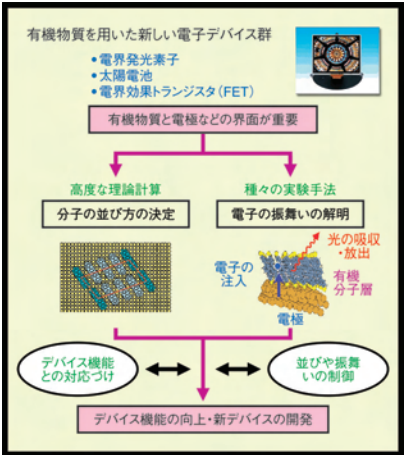 有機物質を用いた新しい電子デバイス群
•電界発光素子
•太陽電池
•電界効果トランジスタ(FET)
有機物質と電極などの界面が重要
高度な理論計算
分子の並び方の決定
種々の実験手法
電子の振舞いの解明
光の吸収
・放出
電子の
注入
有機
分子層
電極
デバイス機能
との対応づけ
並びや振舞
いの制御
デバイス機能の向上・新デバイスの開発